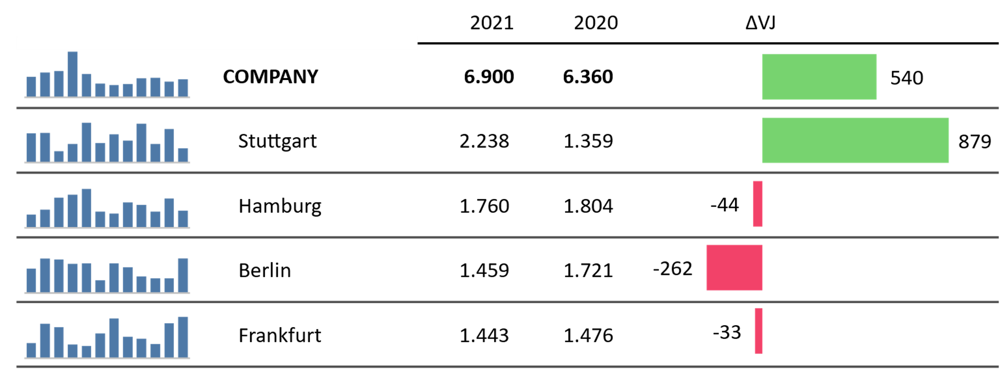 2021 2020 ΔVJ
COMPANY 6.900 6.360 540
Stuttgart 2.238 1.359 879
Hamburg 1.760 1.804 -44
Berlin 1.459 1.721 -262
Frankfurt 1.443 1.476 -33